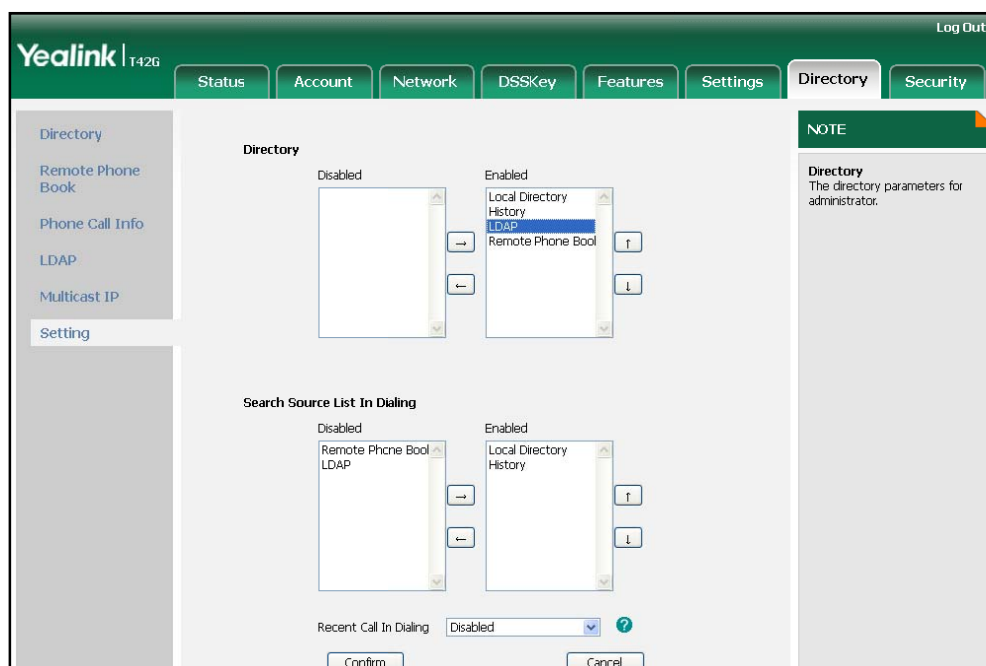 Log Out
Yealink T42G
Status Account Network DSSKey Features Settings Directory Security
Directory
Remote Phone
Book
Phone Call Info
LDAP
Multicast IP
Setting
Directory
Disabled
Enabled
Local Directory
History
LDAP
Remote Phone Bool
→
←
↑
↓
Search Source List In Dialing
Disabled
Remote Phone Bool
LDAP
Enabled
Local Directory
History
→
←
↑
↓
Recent Call In Dialing Disabled ?
Confirm Cancel
NOTE
Directory
The directory parameters for
administrator.